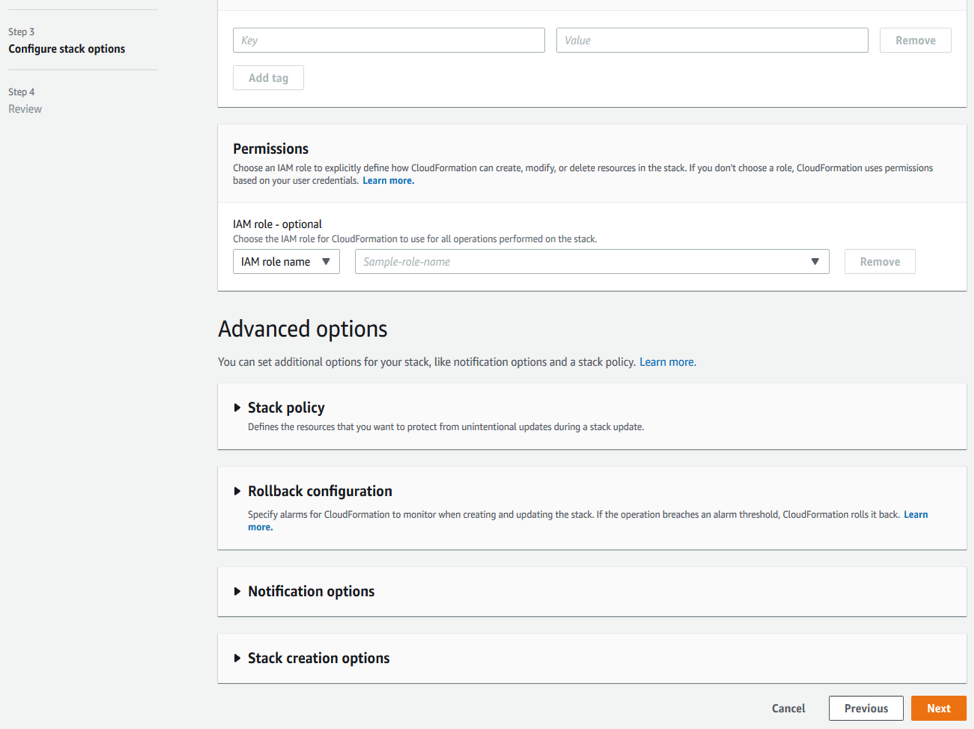 Step 3
Configure stack options
Step 4
Review
Key
Value
Remove
Add tag
Permissions
Choose an IAM role to explicitly define how CloudFormation can create, modify, or delete resources in the stack. If you don't choose a role, CloudFormation uses permissions
based on your user credentials. Learn more.
IAM role - optional
Choose the IAM role for CloudFormation to use for all operations performed on the stack.
IAM role name
Sample-role-name
Remove
Advanced options
You can set additional options for your stack, like notification options and a stack policy. Learn more.
Stack policy
Defines the resources that you want to protect from unintentional updates during a stack update.
Rollback configuration
Specify alarms for CloudFormation to monitor when creating and updating the stack. If the operation breaches an alarm threshold, CloudFormation rolls it back. Learn
more.
Notification options
Stack creation options
Cancel
Previous
Next